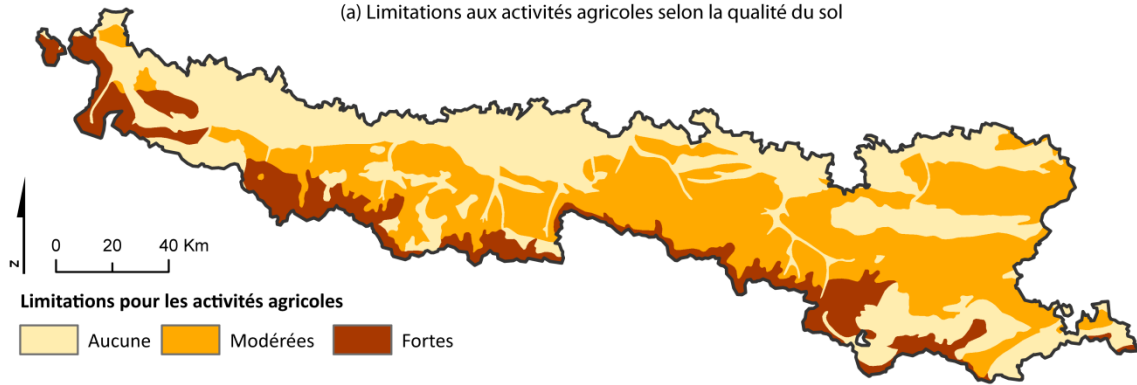 (a) Limitations aux activités agricoles selon la qualité du sol
0 20 40 Km
N
Limitations pour les activités agricoles
Aucune Modérées Fortes